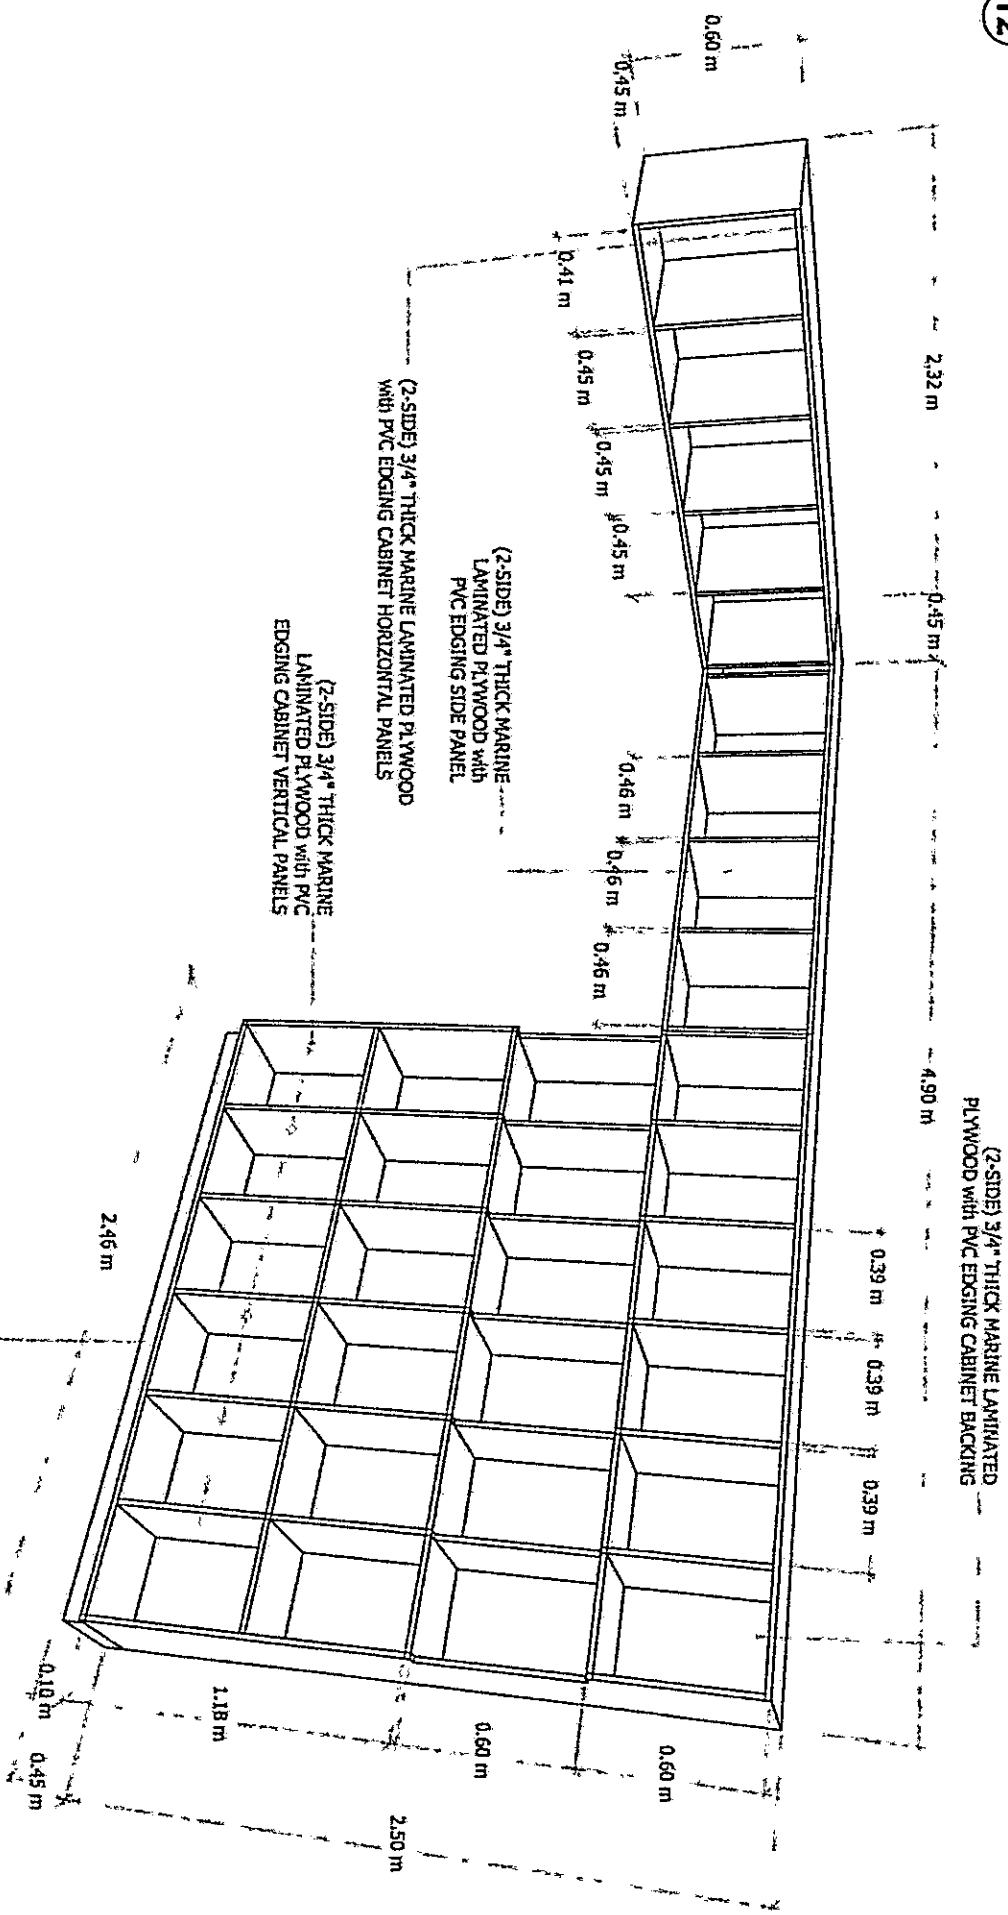 12
(2-SIDE) 3/4" THICK MARINE LAMINATED
PLYWOOD with PVC EDGING CABINET BACKING
2.32 m
0.45 m
4.90 m
0.60 m
0.45 m
0.39 m
0.39 m
0.39 m
0.41 m
0.45 m
0.45 m
0.45 m
0.46 m
0.46 m
0.46 m
(2-SIDE) 3/4" THICK MARINE
LAMINATED PLYWOOD with
PVC EDGING SIDE PANEL
(2-SIDE) 3/4" THICK MARINE LAMINATED PLYWOOD
with PVC EDGING CABINET HORIZONTAL PANELS
(2-SIDE) 3/4" THICK MARINE
LAMINATED PLYWOOD with PVC
EDGING CABINET VERTICAL PANELS
2.46 m
0.60 m
0.60 m
1.18 m
0.10 m
0.45 m
2.50 m